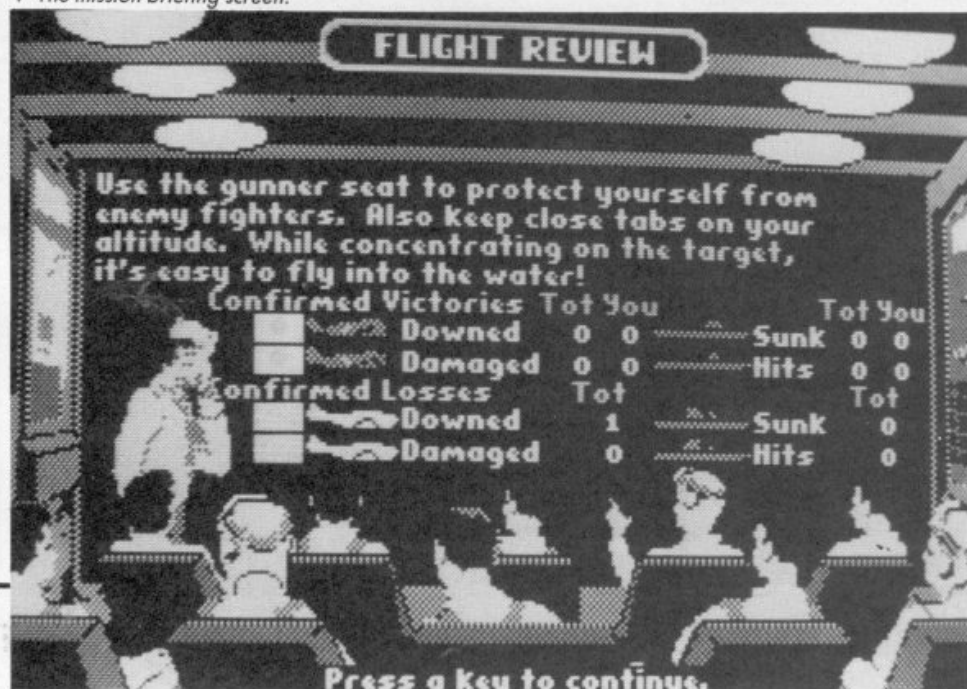 The mission briefing screen.
FLIGHT REVIEW
Use the gunner seat to protect yourself from
enemy fighters. Also keep close tabs on your
altitude. While concentrating on the target,
it's easy to fly into the water!
Confirmed Victories Tot You Tot You
Downed 0 0 Sunk 0 0
Damaged 0 0 Hits 0 0
Confirmed Losses Tot Tot
Downed 1 Sunk 0
Damaged 0 Hits 0
Press a key to continue.